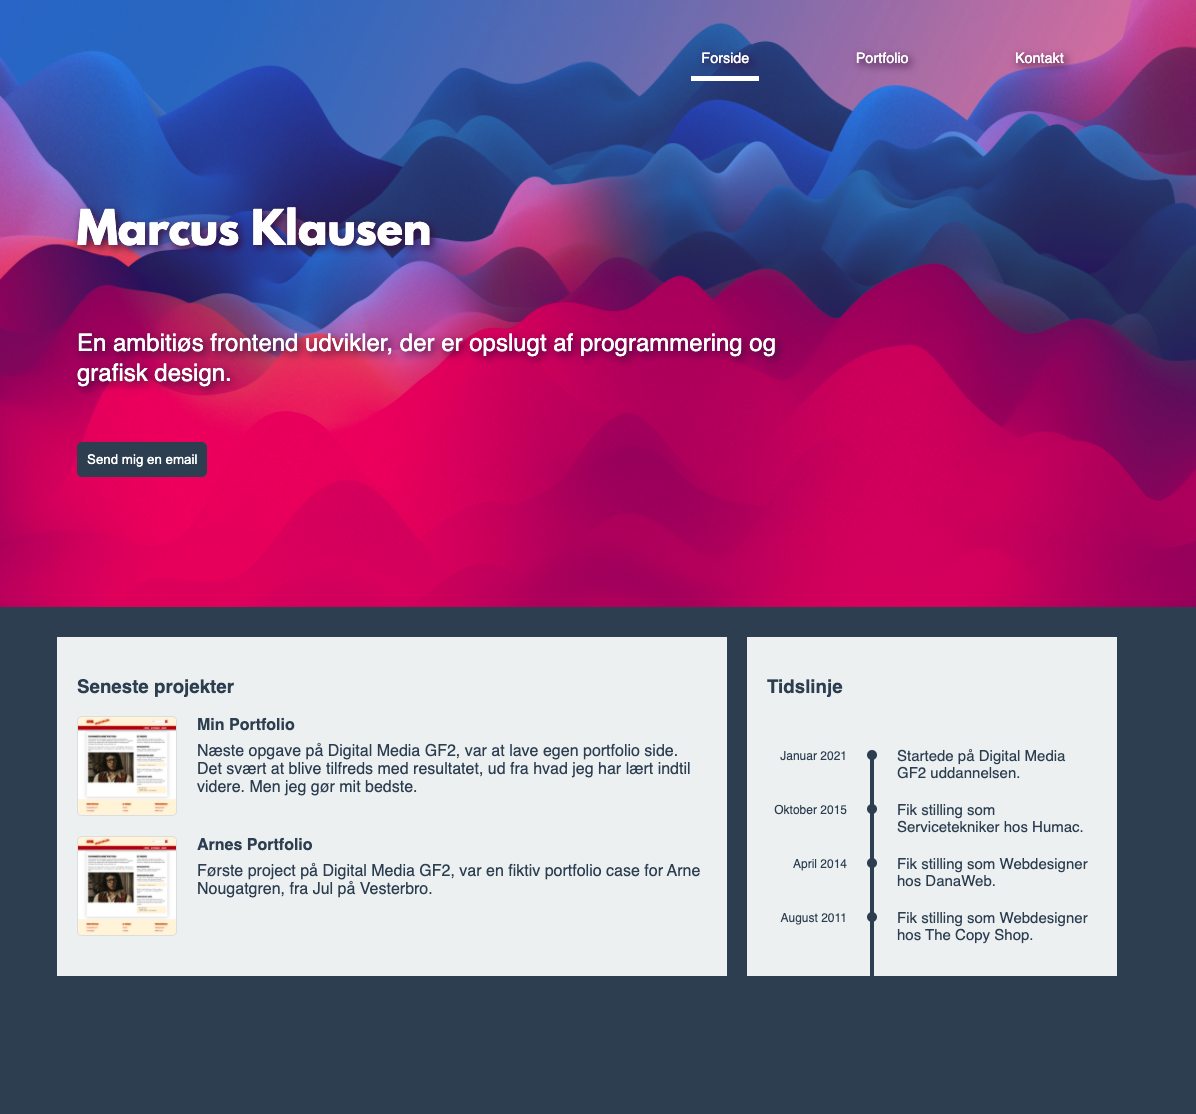 Forside
Portfolio
Kontakt
Marcus Klausen
En ambitiøs frontend udvikler, der er opslugt af programmering og
grafisk design.
Send mig en email
Seneste projekter
Min Portfolio
Næste opgave på Digital Media GF2, var at lave egen portfolio side.
Det svært at blive tilfreds med resultatet, ud fra hvad jeg har lært indtil
videre. Men jeg gør mit bedste.
Arnes Portfolio
Første project på Digital Media GF2, var en fiktiv portfolio case for Arne
Nougatgren, fra Jul på Vesterbro.
Tidslinje
Januar 2021
Startede på Digital Media
GF2 uddannelsen.
Oktober 2015
Fik stilling som
Servicetekniker hos Humac.
April 2014
Fik stilling som Webdesigner
hos DanaWeb.
August 2011
Fik stilling som Webdesigner
hos The Copy Shop.